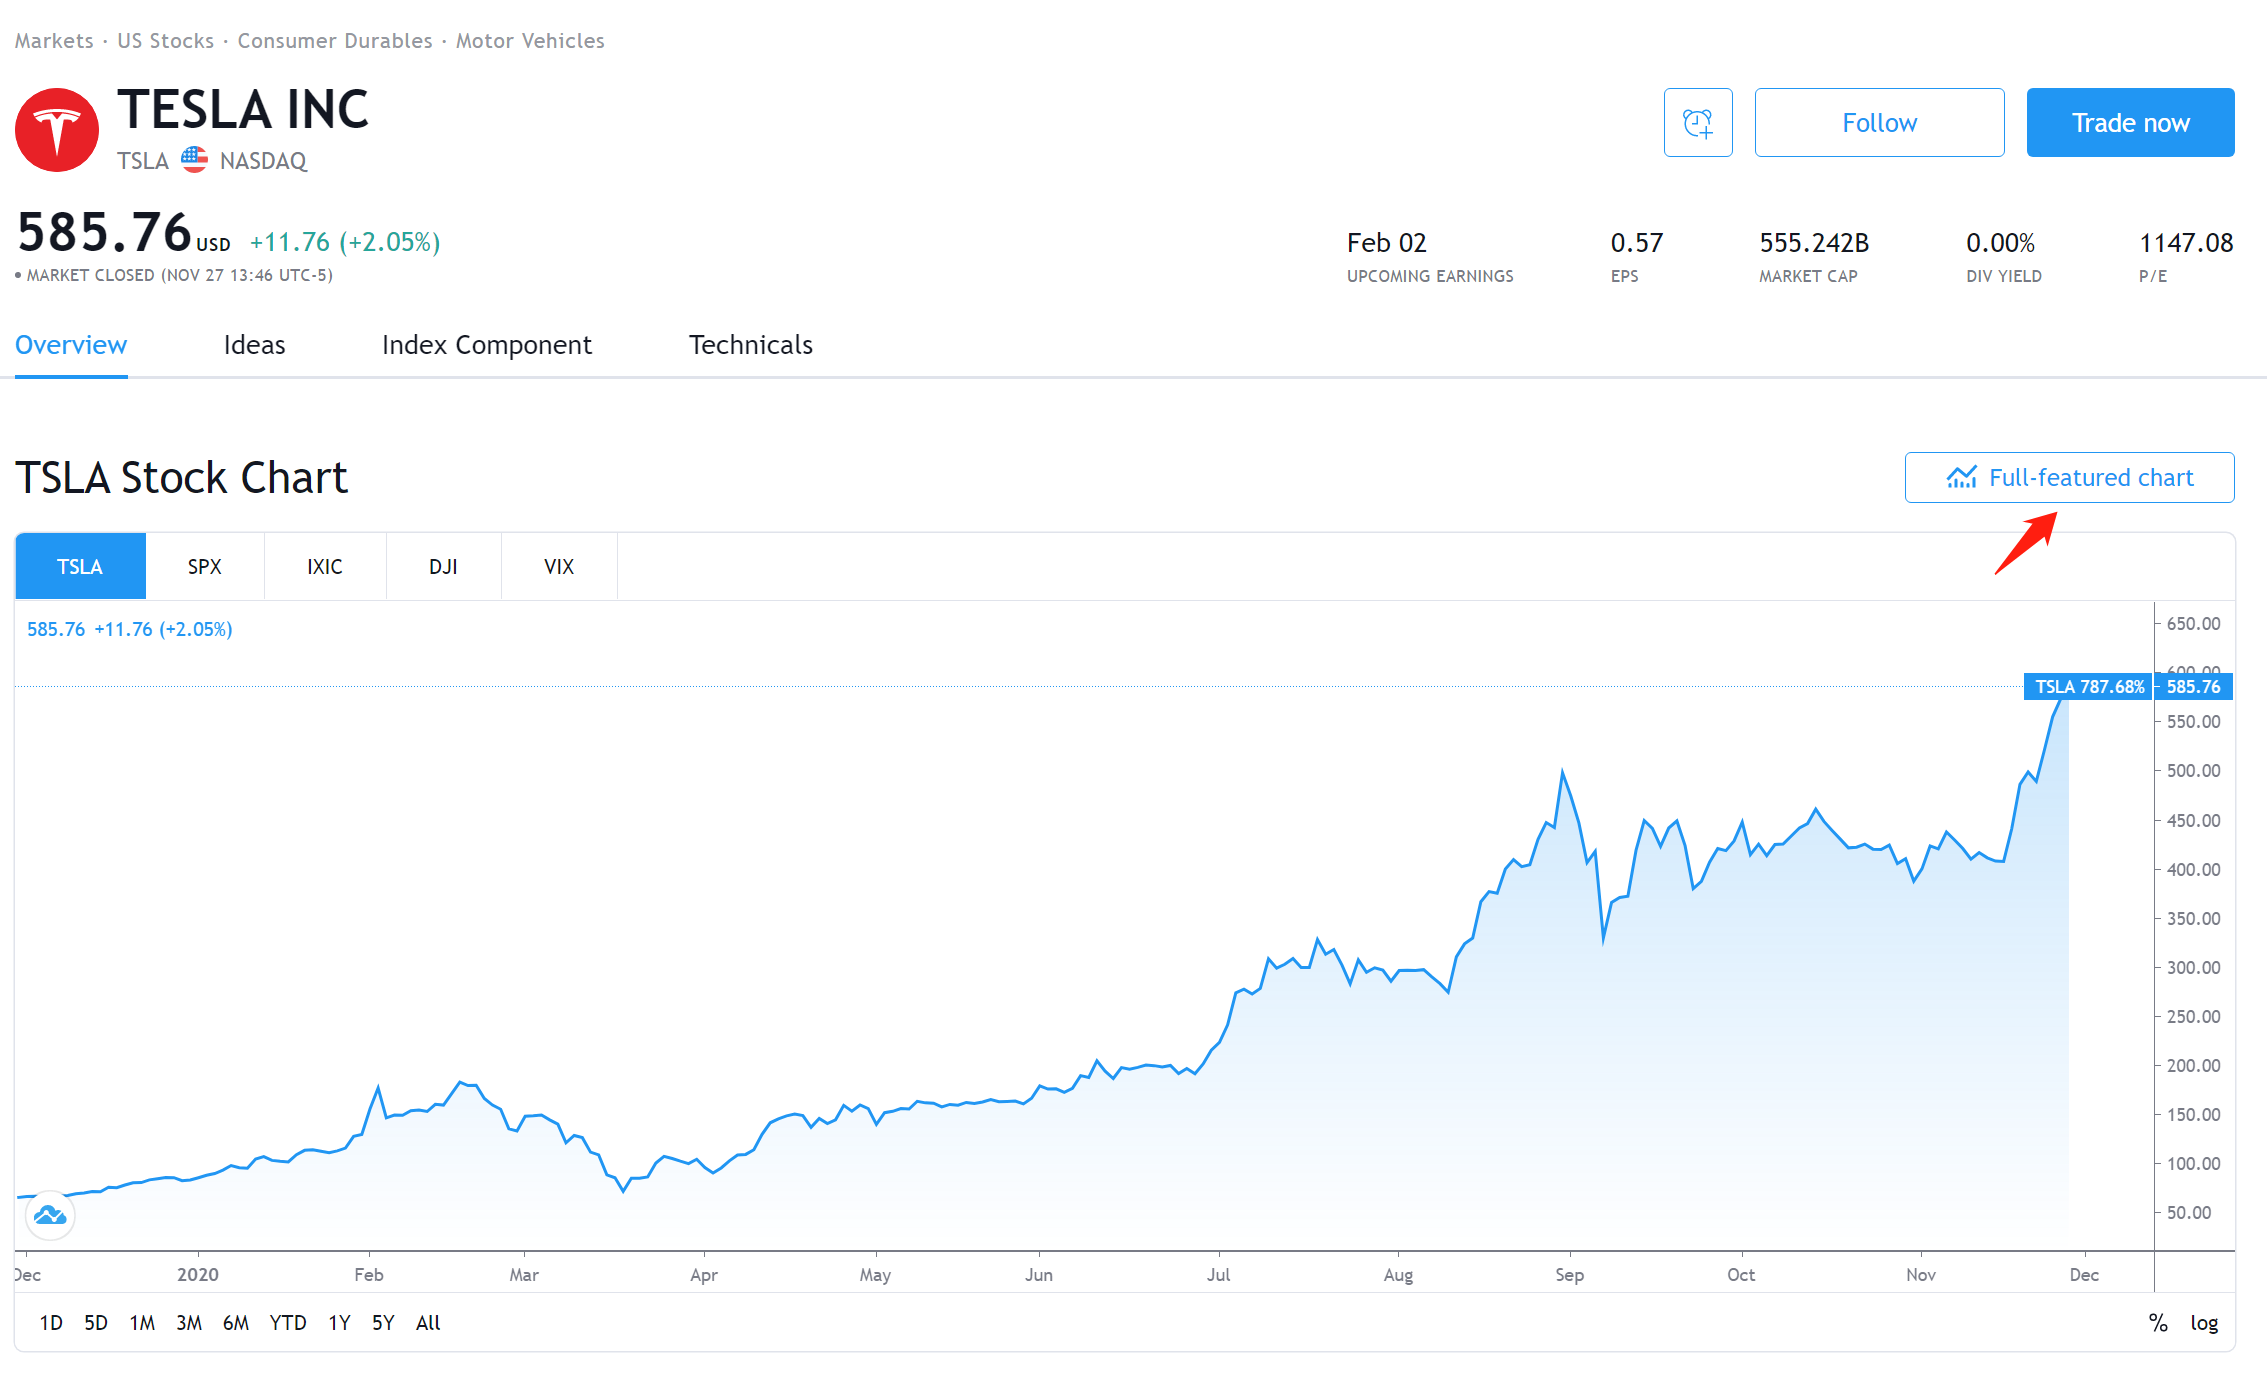 Markets · US Stocks · Consumer Durables · Motor Vehicles
TESLA INC
TSLA NASDAQ
Follow
Trade now
585.76 USD +11.76 (+2.05%)
• MARKET CLOSED (NOV 27 13:46 UTC-5)
Feb 02 0.57 555.242B 0.00% 1147.08
UPCOMING EARNINGS EPS MARKET CAP DIV YIELD P/E
Overview Ideas Index Component Technicals
TSLA Stock Chart
Full-featured chart
TSLA SPX IXIC DJI VIX
585.76 +11.76 (+2.05%)
650.00
600.00
TSLA 787.68% 585.76
550.00
500.00
450.00
400.00
350.00
300.00
250.00
200.00
150.00
100.00
50.00
Dec 2020 Feb Mar Apr May Jun Jul Aug Sep Oct Nov Dec
1D 5D 1M 3M 6M YTD 1Y 5Y All % log